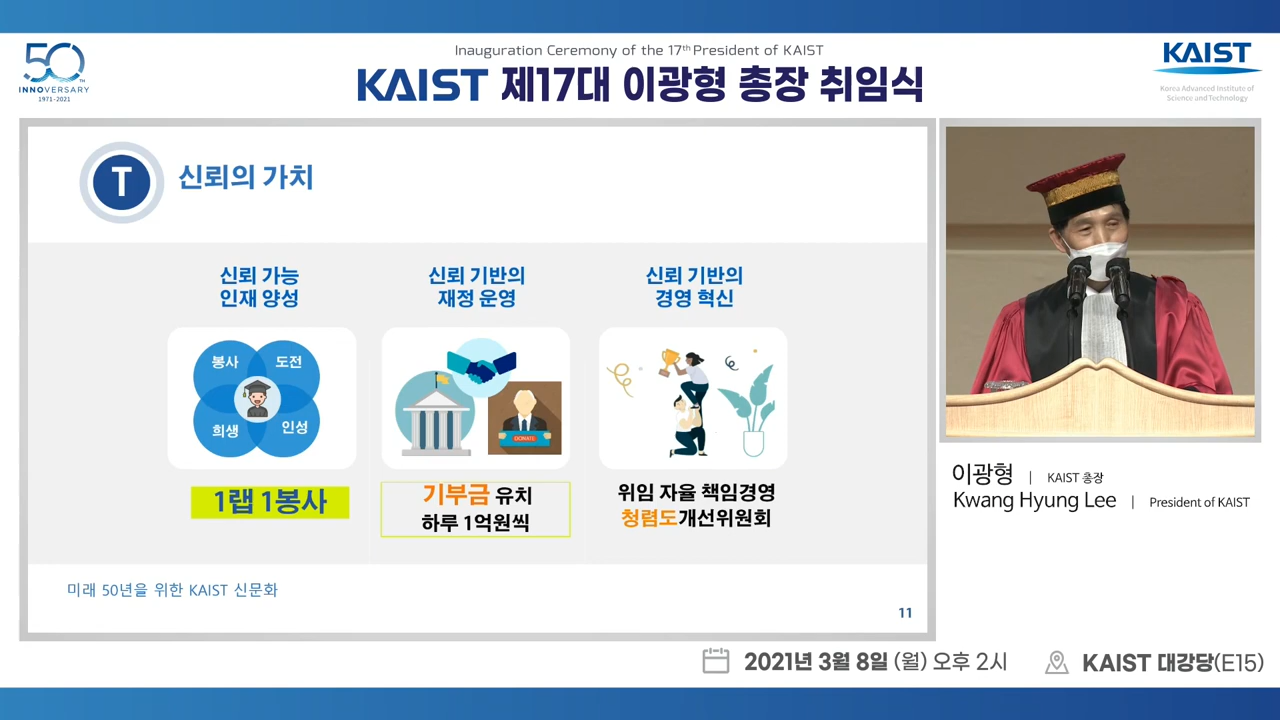 50TH
INNOVERSARY
1971-2021
Inauguration Ceremony of the 17th President of KAIST
KAIST 제17대 이광형 총장 취임식
KAIST
Korea Advanced Institute of
Science and Technology
T 신뢰의 가치
신뢰 가능
인재 양성
봉사 도전
희생 인성
1랩 1봉사
신뢰 기반의
재정 운영
DONATE
기부금 유치
하루 1억원씩
신뢰 기반의
경영 혁신
위임 자율 책임경영
청렴도개선위원회
미래 50년을 위한 KAIST 신문화
11
이광형 | KAIST 총장
Kwang Hyung Lee | President of KAIST
2021년 3월 8일 (월) 오후 2시
KAIST 대강당(E15)